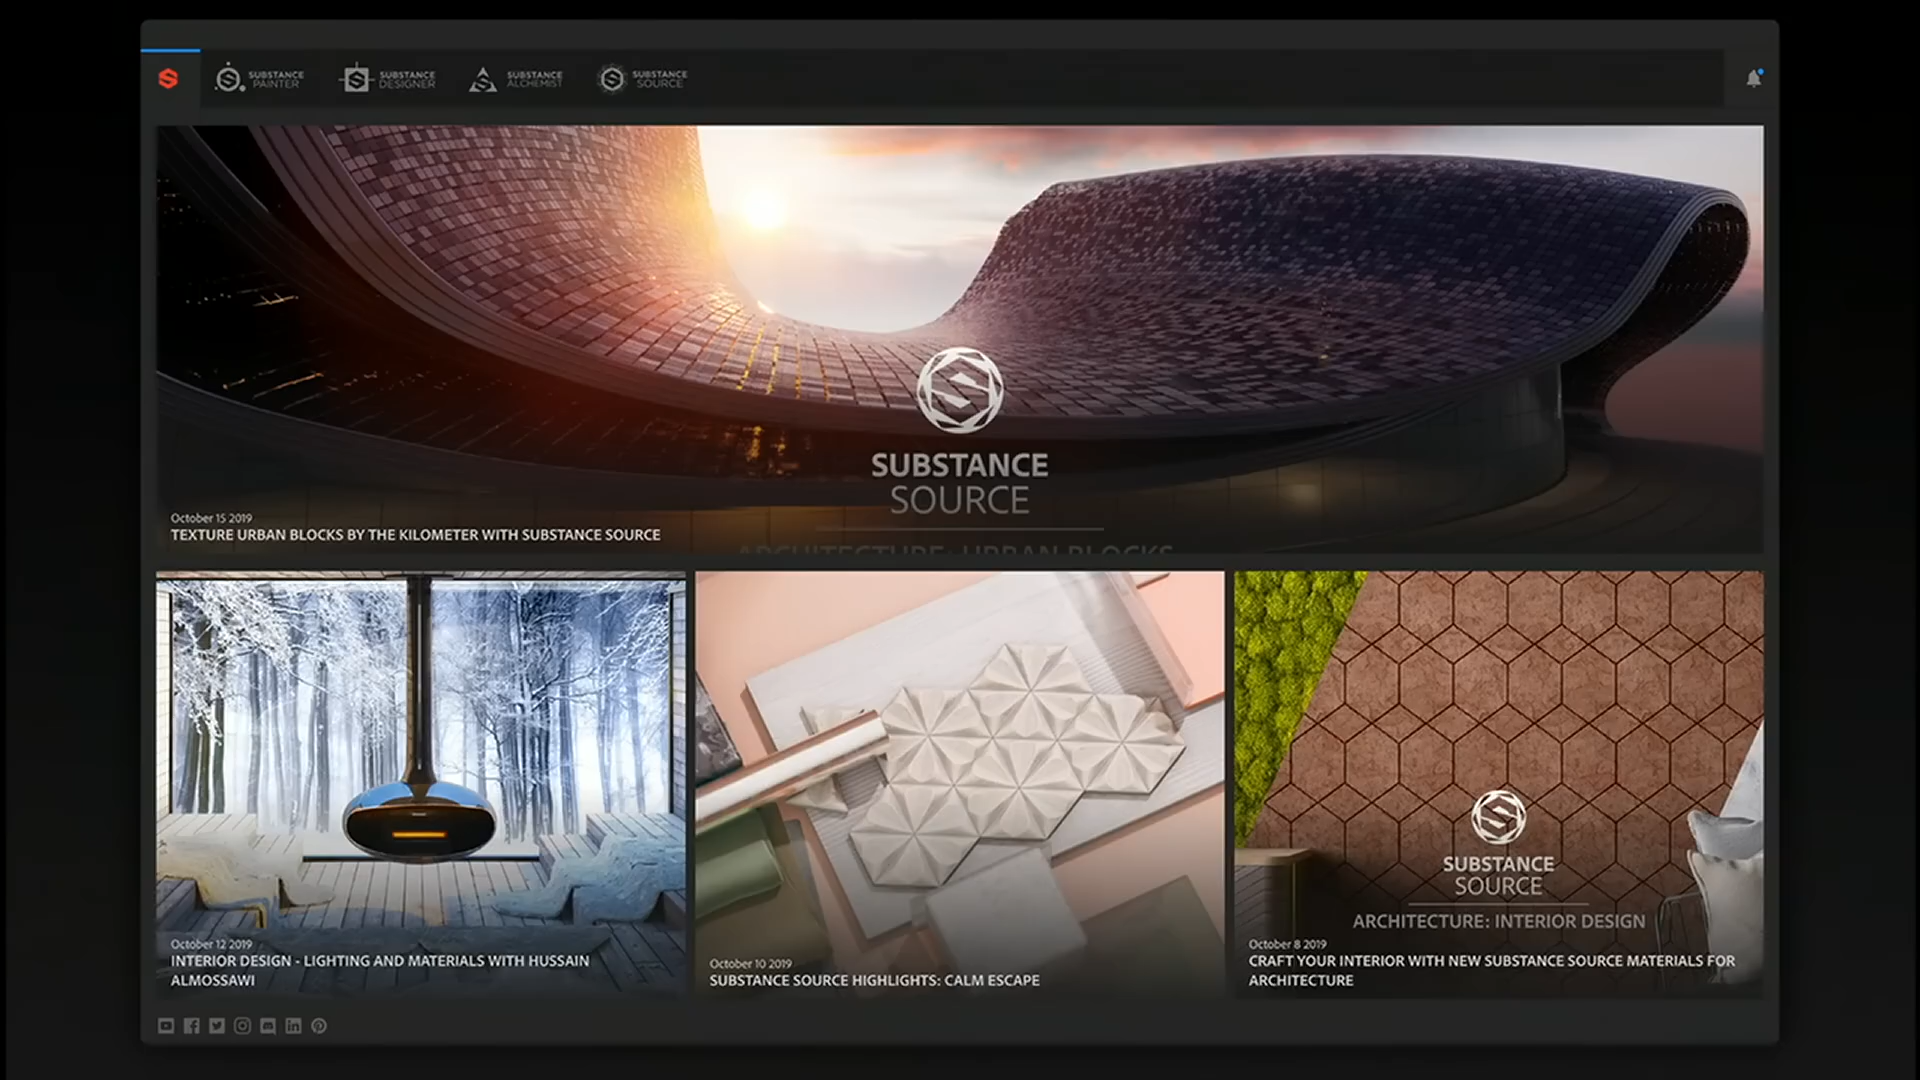 SUBSTANCE
PAINTER
SUBSTANCE
DESIGNER
SUBSTANCE
ALCHEMIST
SUBSTANCE
SOURCE
SUBSTANCE
SOURCE
ARCHITECTURE: URBAN BLOCKS
October 15 2019
TEXTURE URBAN BLOCKS BY THE KILOMETER WITH SUBSTANCE SOURCE
October 12 2019
INTERIOR DESIGN - LIGHTING AND MATERIALS WITH HUSSAIN
ALMOSSAWI
October 10 2019
SUBSTANCE SOURCE HIGHLIGHTS: CALM ESCAPE
SUBSTANCE
SOURCE
ARCHITECTURE: INTERIOR DESIGN
October 8 2019
CRAFT YOUR INTERIOR WITH NEW SUBSTANCE SOURCE MATERIALS FOR
ARCHITECTURE